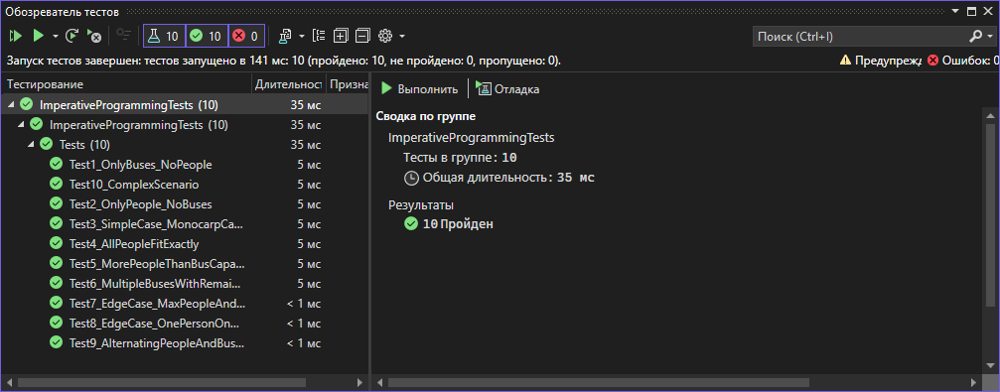 Обозреватель тестов
10 10 0
Поиск (Ctrl+I)
Запуск тестов завершен: тестов запущено в 141 мс: 10 (пройдено: 10, не пройдено: 0, пропущено: 0).
Предупрежд Ошибок: 0
Тестирование Длительнос Призна
ImperativeProgrammingTests (10) 35 мс
ImperativeProgrammingTests (10) 35 мс
Tests (10) 35 мс
Test1_OnlyBuses_NoPeople 5 мс
Test10_ComplexScenario 5 мс
Test2_OnlyPeople_NoBuses 5 мс
Test3_SimpleCase_MonocarpCa... 5 мс
Test4_AllPeopleFitExactly 5 мс
Test5_MorePeopleThanBusCapa... 5 мс
Test6_MultipleBusesWithRemai... 5 мс
Test7_EdgeCase_MaxPeopleAnd... < 1 мс
Test8_EdgeCase_OnePersonOn... < 1 мс
Test9_AlternatingPeopleAndBus... < 1 мс
Выполнить Отладка
Сводка по группе
ImperativeProgrammingTests
Тесты в группе: 10
Общая длительность: 35 мс
Результаты
10 Пройден